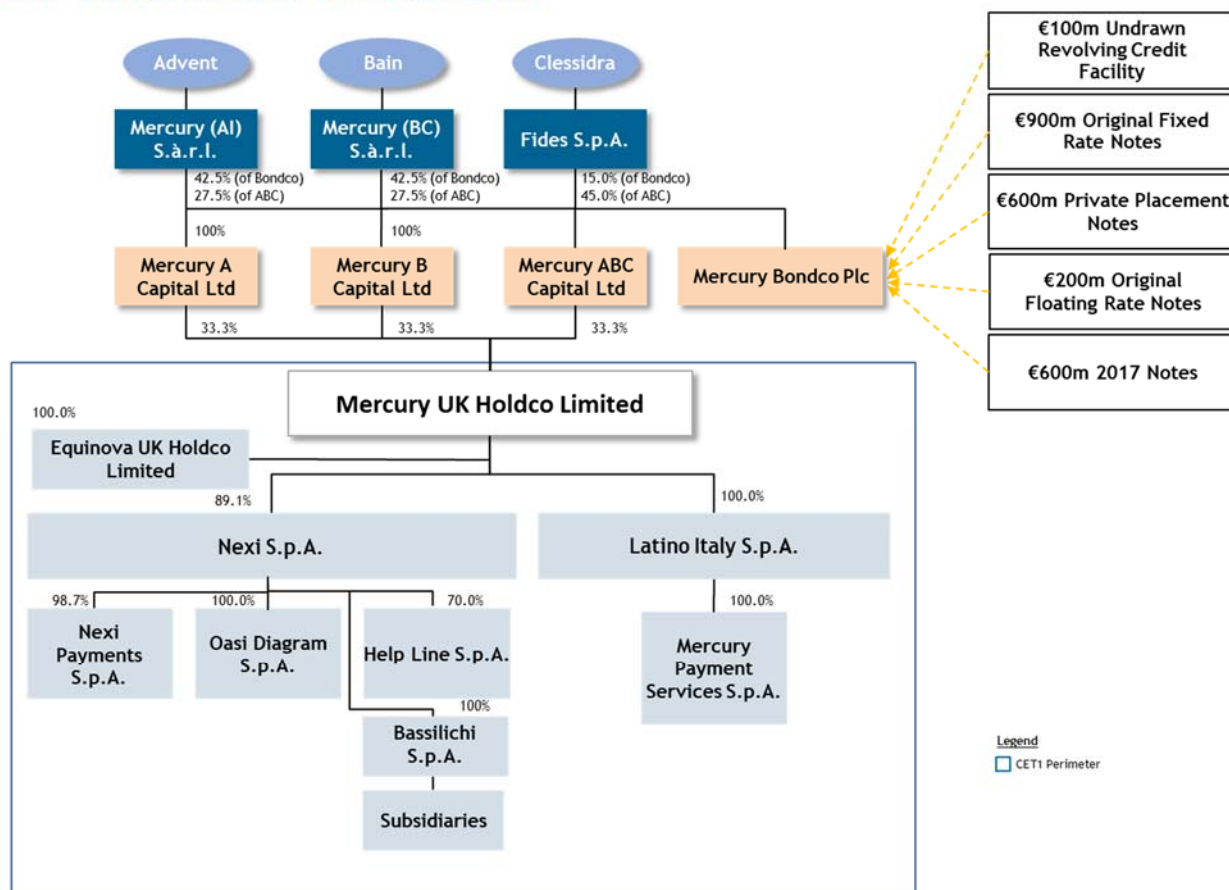 Advent
Bain
Clessidra
€100m Undrawn
Revolving Credit
Facility
Mercury (AI)
S.à.r.l.
Mercury (BC)
S.à.r.l.
Fides S.p.A.
€900m Original Fixed
Rate Notes
42.5% (of Bondco)
27.5% (of ABC)
42.5% (of Bondco)
27.5% (of ABC)
15.0% (of Bondco)
45.0% (of ABC)
€600m Private Placement
Notes
100%
100%
Mercury A
Capital Ltd
Mercury B
Capital Ltd
Mercury ABC
Capital Ltd
Mercury Bondco Plc
€200m Original
Floating Rate Notes
33.3%
33.3%
33.3%
€600m 2017 Notes
Mercury UK Holdco Limited
100.0%
Equinova UK Holdco
Limited
89.1%
100.0%
Nexi S.p.A.
Latino Italy S.p.A.
98.7%
100.0%
70.0%
100.0%
Nexi
Payments
S.p.A.
Oasi Diagram
S.p.A.
Help Line S.p.A.
Mercury
Payment
Services S.p.A.
100%
Bassilichi
S.p.A.
Subsidiaries
Legend
CET1 Perimeter